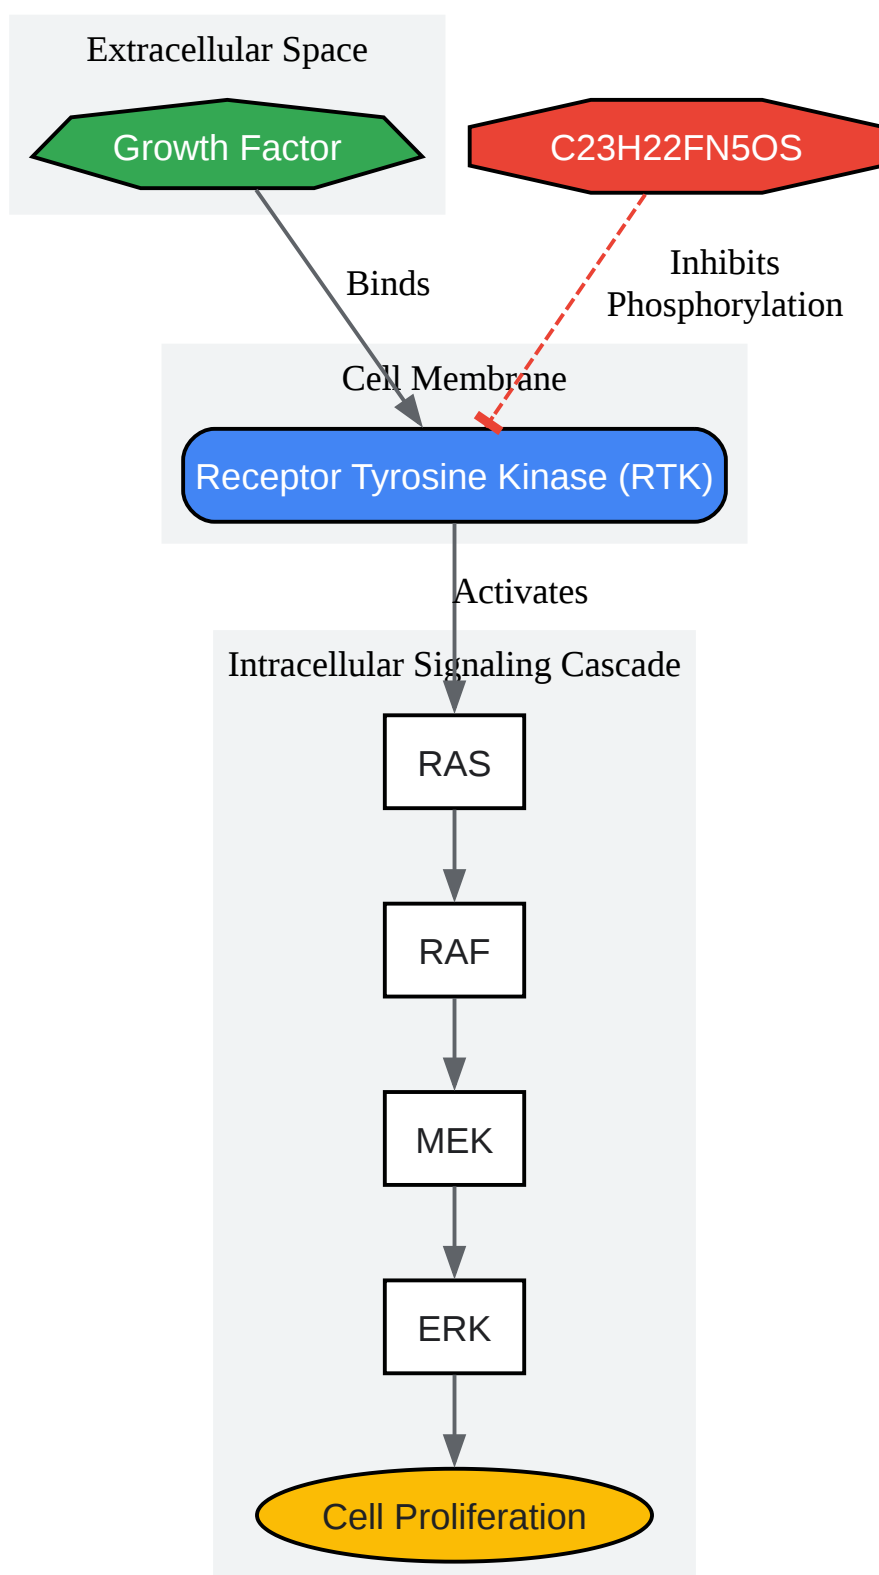 Extracellular Space
Growth Factor
C23H22FN5OS
Binds
Inhibits
Phosphorylation
Cell Membrane
Receptor Tyrosine Kinase (RTK)
Activates
Intracellular Signaling Cascade
RAS
RAF
MEK
ERK
Cell Proliferation